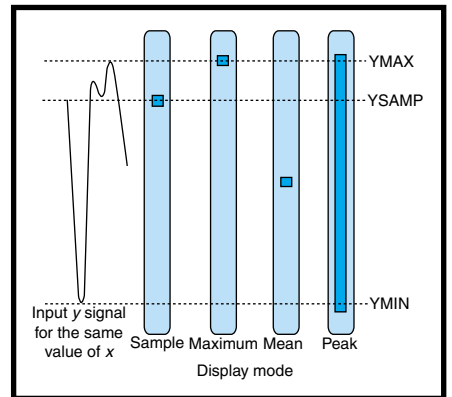 YMAX
YSAMP
YMIN
Input y signal
for the same
value of x
Sample Maximum Mean Peak
Display mode